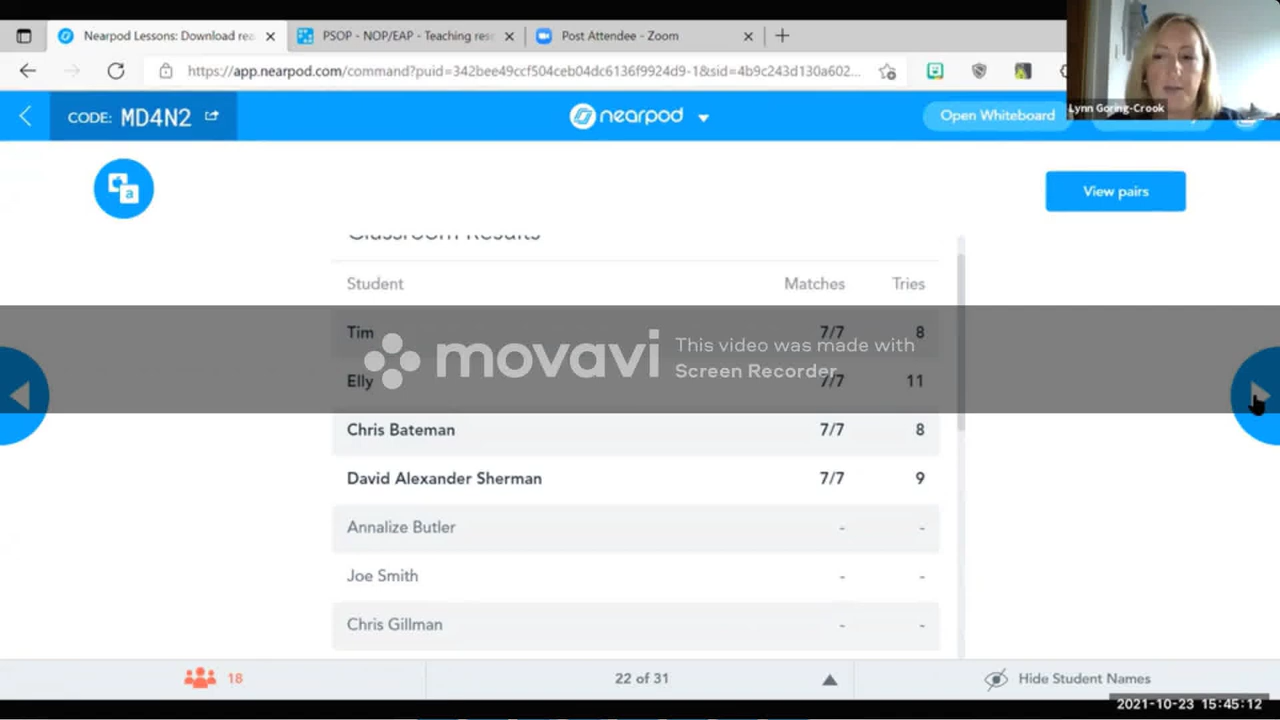 Nearpod Lessons: Download rea
PSOP - NOP/EAP - Teaching res
Post Attendee - Zoom
https://app.nearpod.com/command?puid=342bee49ccf504ceb04dc6136f9924d9-1&sid=4b9c243d130a602...
Lynn Goring-Crook
CODE: MD4N2
nearpod
Open Whiteboard
a
View pairs
Classroom Results
Student Matches Tries
Tim 7/7 8
movavi
This video was made with
Screen Recorder
Elly 7/7 11
Chris Bateman 7/7 8
David Alexander Sherman 7/7 9
Annalize Butler - -
Joe Smith - -
Chris Gillman - -
18
22 of 31
Hide Student Names
2021-10-23 15:45:12